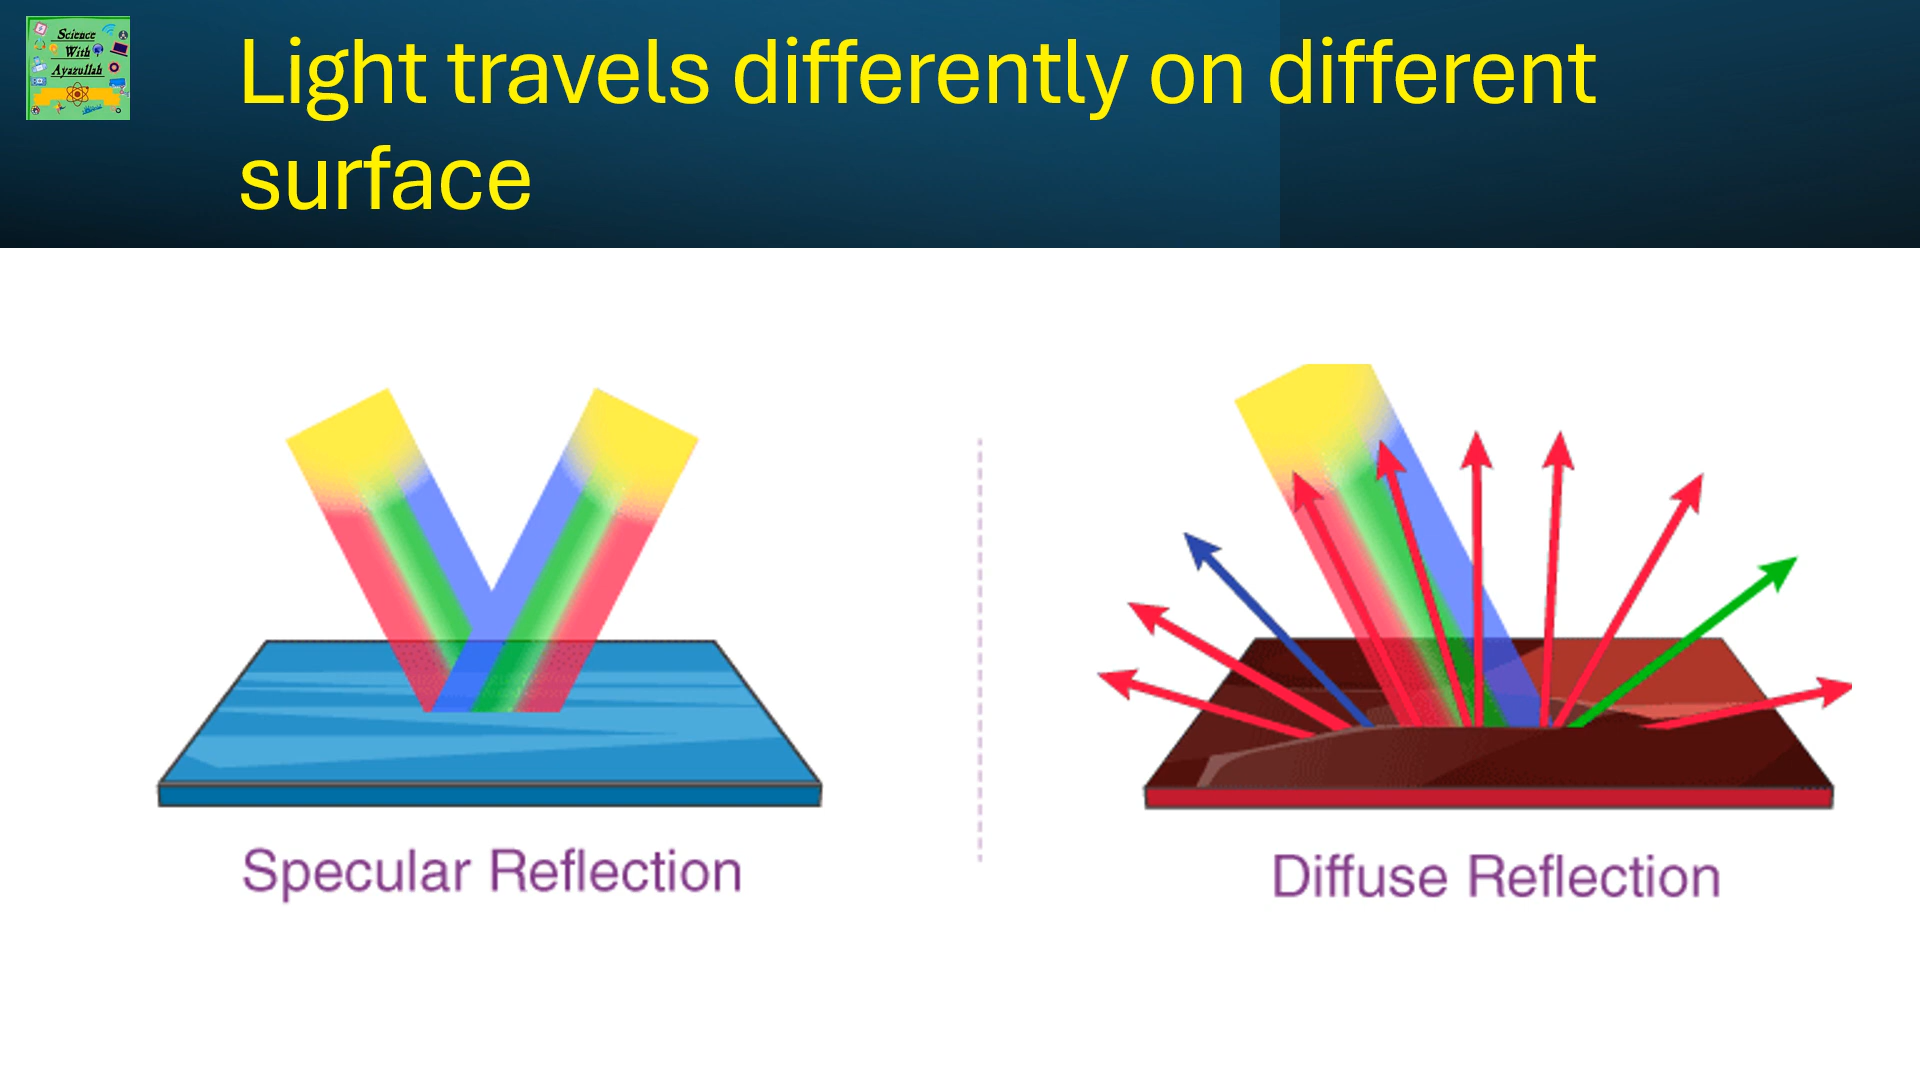 Science
With
Ayazullah
Light travels differently on different
surface
Specular Reflection
Diffuse Reflection